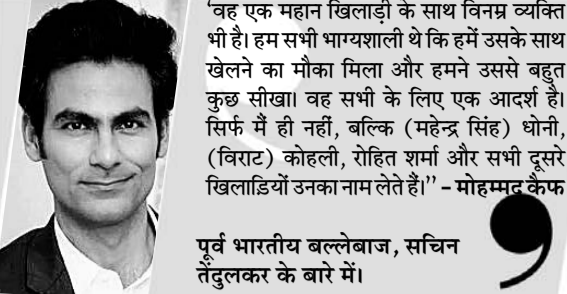 ‘वह एक महान खिलाड़ी के साथ विनम्र व्यक्ति
भी है। हम सभी भाग्यशाली थे कि हमें उसके साथ
खेलने का मौका मिला और हमने उससे बहुत
कुछ सीखा। वह सभी के लिए एक आदर्श है।
सिर्फ मैं ही नहीं, बल्कि (महेन्द्र सिंह) धोनी,
(विराट) कोहली, रोहित शर्मा और सभी दूसरे
खिलाड़ियों उनका नाम लेते हैं।’’ – मोहम्मद कैफ
पूर्व भारतीय बल्लेबाज, सचिन
तेंदुलकर के बारे में।